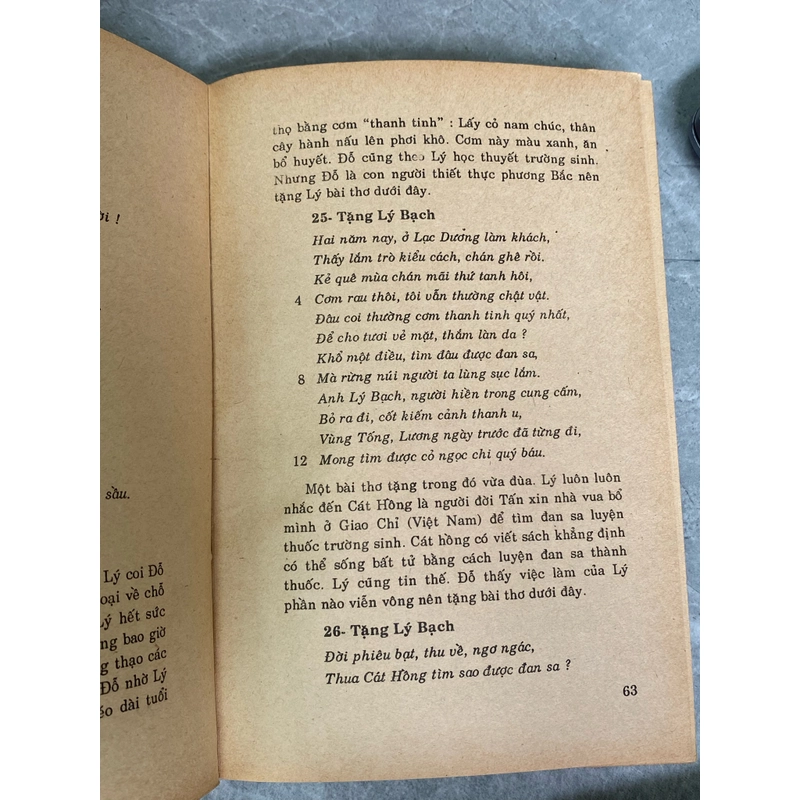 ời !
sầu.
Lý coi Đỗ
oại về chỗ
ý hết sức
ng bao giờ
g thạo các
Đỗ nhờ Lý
éo dài tuổi
thọ bằng cơm “thanh tinh” : Lấy cỏ nam chúc, thân
cây hành nấu lên phơi khô. Cơm này màu xanh, ăn
bổ huyết. Đỗ cũng theo Lý học thuyết trường sinh.
Nhưng Đỗ là con người thiết thực phương Bắc nên
tặng Lý bài thơ dưới đây.
25- Tặng Lý Bạch
Hai năm nay, ở Lạc Dương làm khách,
Thấy lắm trò kiểu cách, chán ghê rồi.
Kẻ quê mùa chán mãi thứ tanh hôi,
4 Cơm rau thôi, tôi vẫn thường chật vật.
Đâu coi thường cơm thanh tinh quý nhất,
Để cho tươi vẻ mặt, thắm làn da ?
Khổ một điều, tìm đâu được đan sa,
8 Mà rừng núi người ta lùng sục lắm.
Anh Lý Bạch, người hiền trong cung cấm,
Bỏ ra đi, cốt kiếm cảnh thanh u,
Vùng Tống, Lương ngày trước đã từng đi,
12 Mong tìm được cỏ ngọc chi quý báu.
Một bài thơ tặng trong đó vừa đùa. Lý luôn luôn
nhắc đến Cát Hồng là người đời Tấn xin nhà vua bổ
mình ở Giao Chỉ (Việt Nam) để tìm đan sa luyện
thuốc trường sinh. Cát hồng có viết sách khẳng định
có thể sống bất tử bằng cách luyện đan sa thành
thuốc. Lý cũng tin thế. Đỗ thấy việc làm của Lý
phần nào viễn vông nên tặng bài thơ dưới đây.
26- Tặng Lý Bạch
Đời phiêu bạt, thu về, ngơ ngác,
Thua Cát Hồng tìm sao được đan sa ?
63